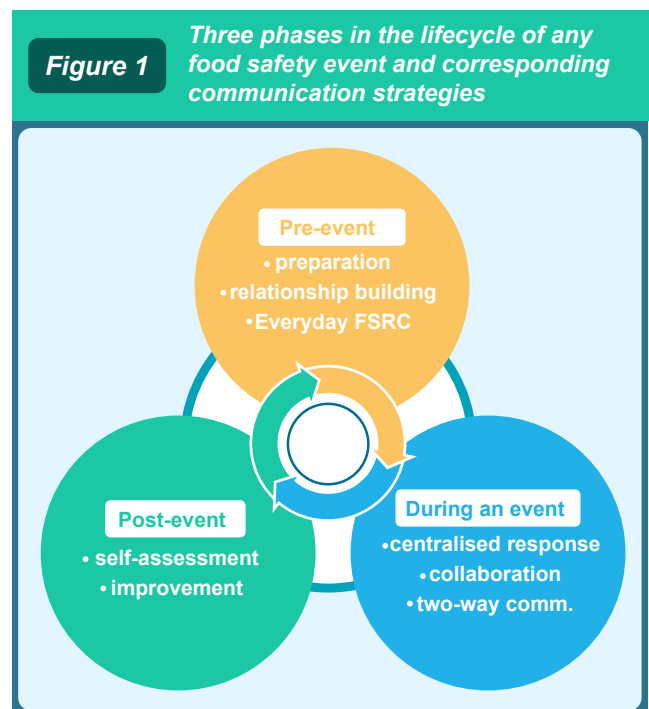 Figure 1
Three phases in the lifecycle of any
food safety event and corresponding
communication strategies
Pre-event
• preparation
• relationship building
• Everyday FSRC
Post-event
• self-assessment
• improvement
During an event
• centralised response
• collaboration
• two-way comm.